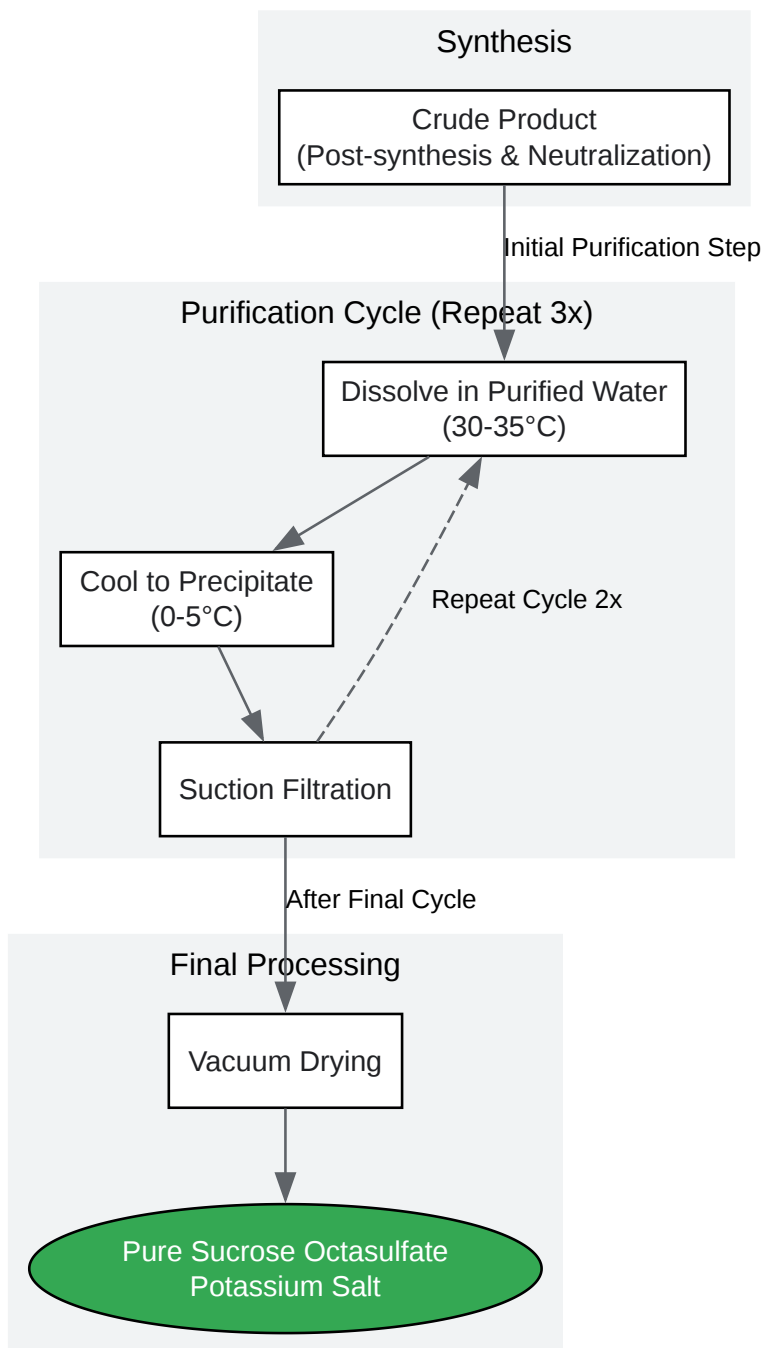 Synthesis
Crude Product
(Post-synthesis & Neutralization)
Initial Purification Step
Purification Cycle (Repeat 3x)
Dissolve in Purified Water
(30-35°C)
Cool to Precipitate
(0-5°C)
Repeat Cycle 2x
Suction Filtration
After Final Cycle
Final Processing
Vacuum Drying
Pure Sucrose Octasulfate
Potassium Salt